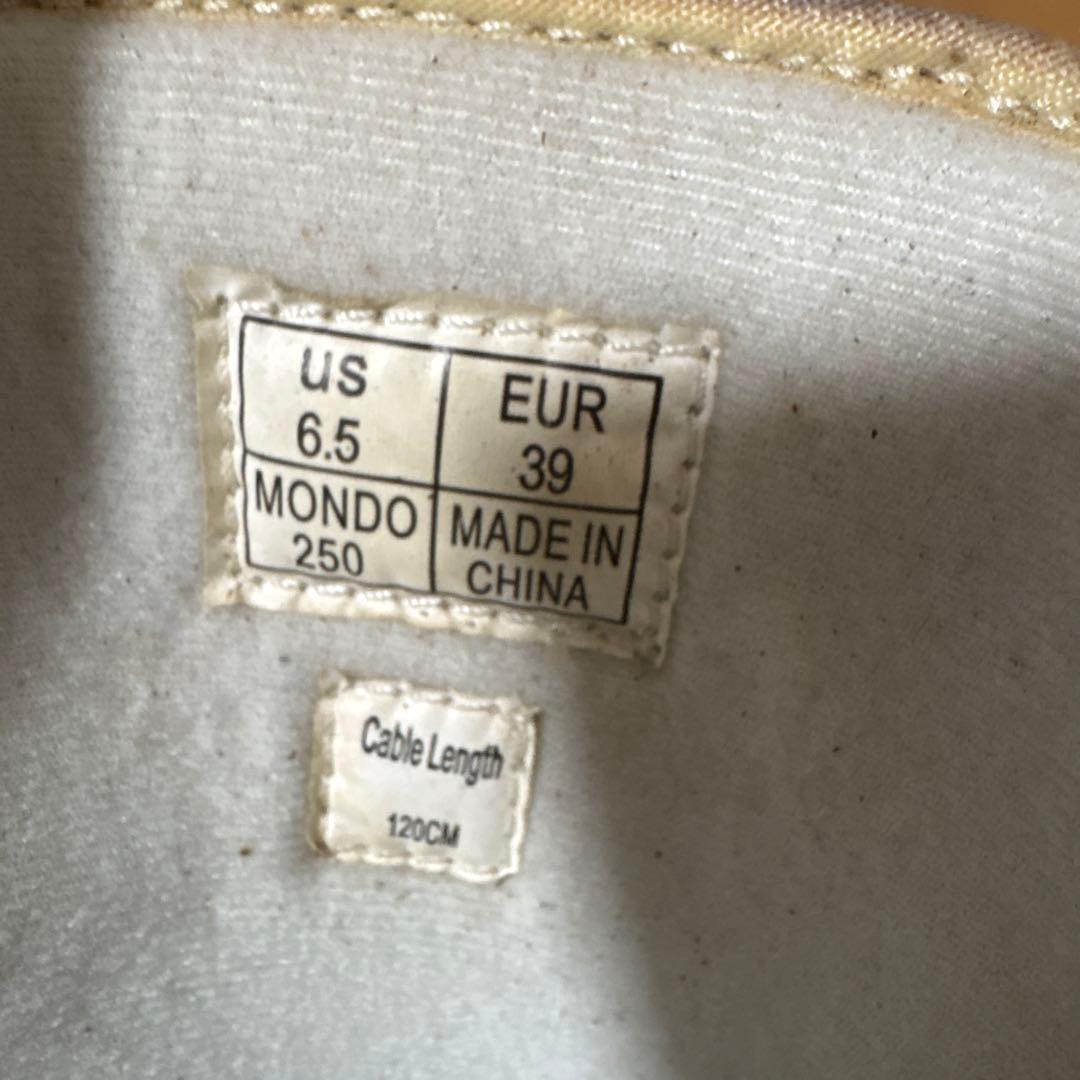 us
6.5
EUR
39
MONDO
250
MADE IN
CHINA
Cable Length
120CM